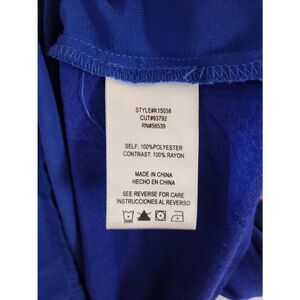 STYLE#K15038
CUT#93792
RN#58539
SELF: 100%POLYESTER
CONTRAST: 100% RAYON
MADE IN CHINA
HECHO EN CHINA
SEE REVERSE FOR CARE
INSTRUCCIONES AL REVERSO